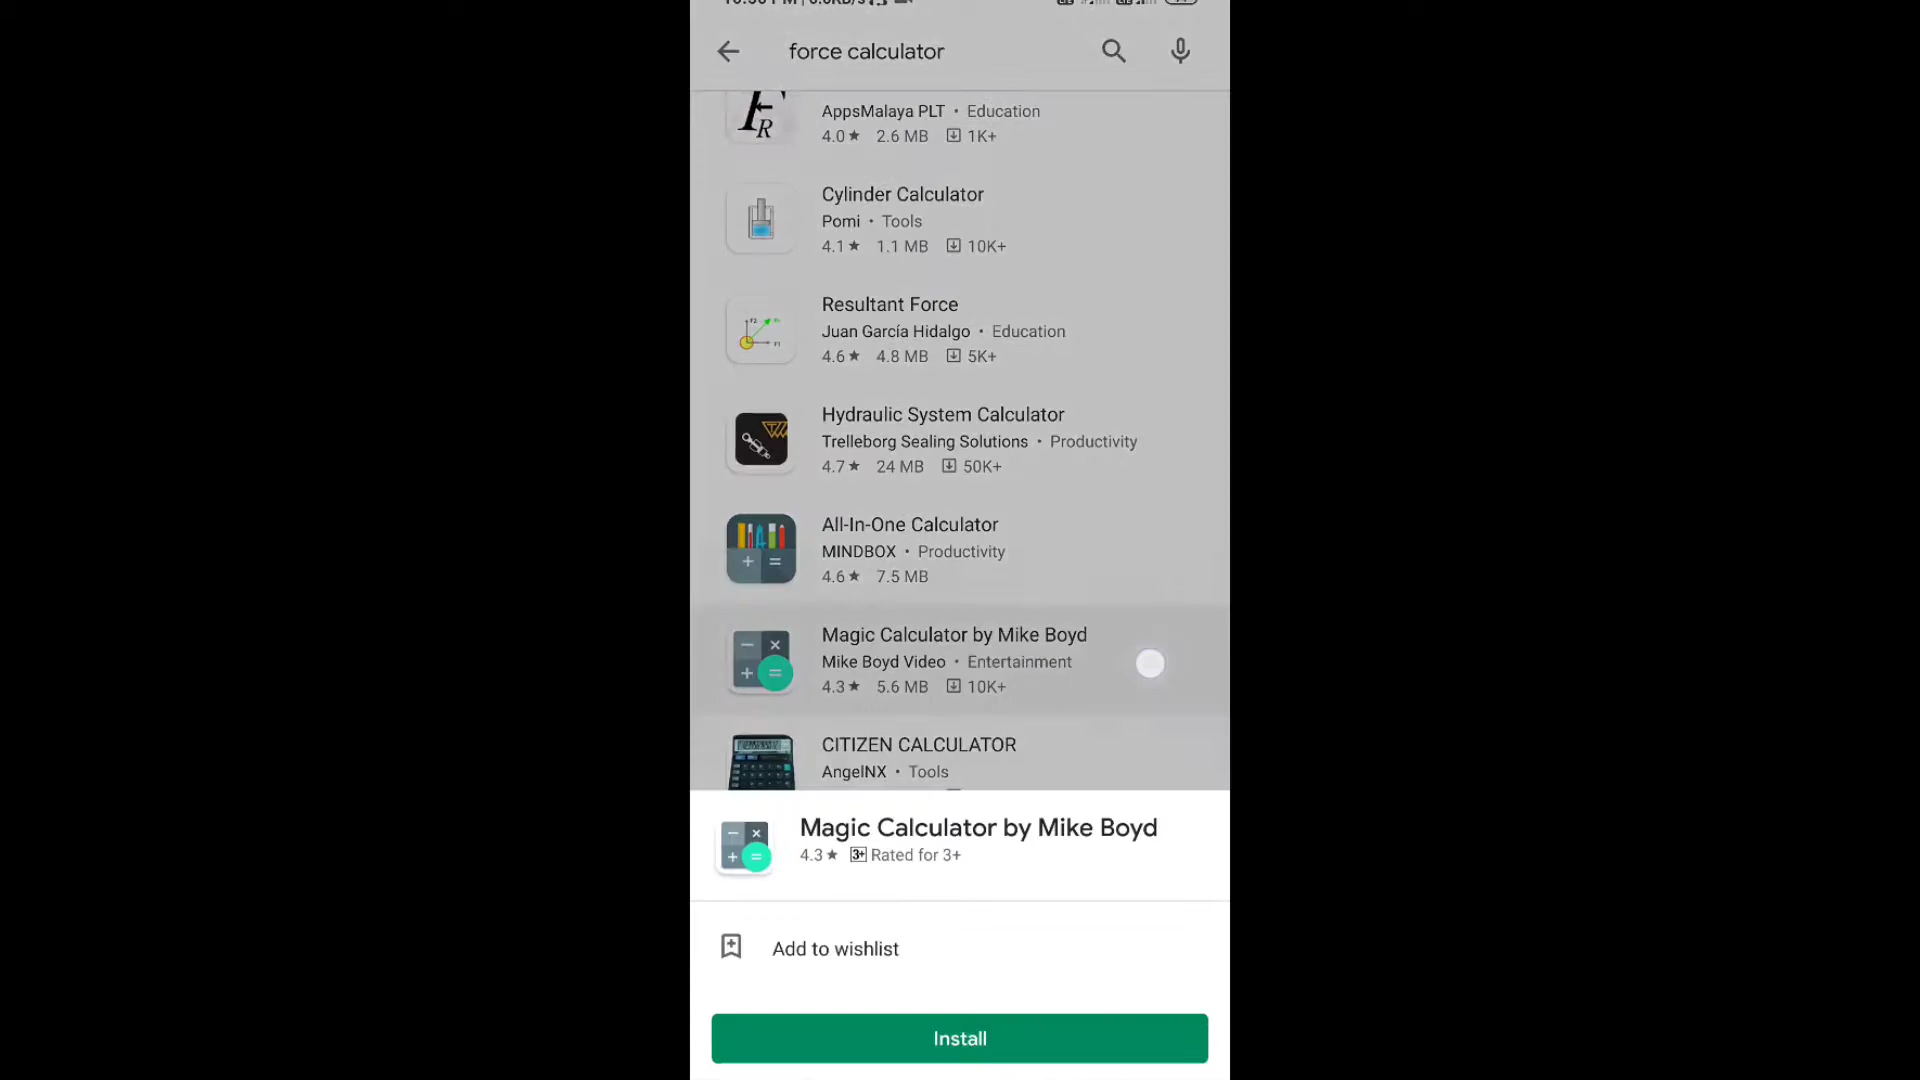 force calculator
F
R
AppsMalaya PLT • Education
4.0★ 2.6 MB 1K+
Cylinder Calculator
Pomi • Tools
4.1★ 1.1 MB 10K+
Resultant Force
F2
F1
Juan García Hidalgo • Education
4.6★ 4.8 MB 5K+
Hydraulic System Calculator
Trelleborg Sealing Solutions • Productivity
4.7★ 24 MB 50K+
All-In-One Calculator
MINDBOX • Productivity
4.6★ 7.5 MB
Magic Calculator by Mike Boyd
Mike Boyd Video • Entertainment
4.3★ 5.6 MB 10K+
CITIZEN CALCULATOR
AngelNX • Tools
Magic Calculator by Mike Boyd
4.3★ 3+ Rated for 3+
Add to wishlist
Install